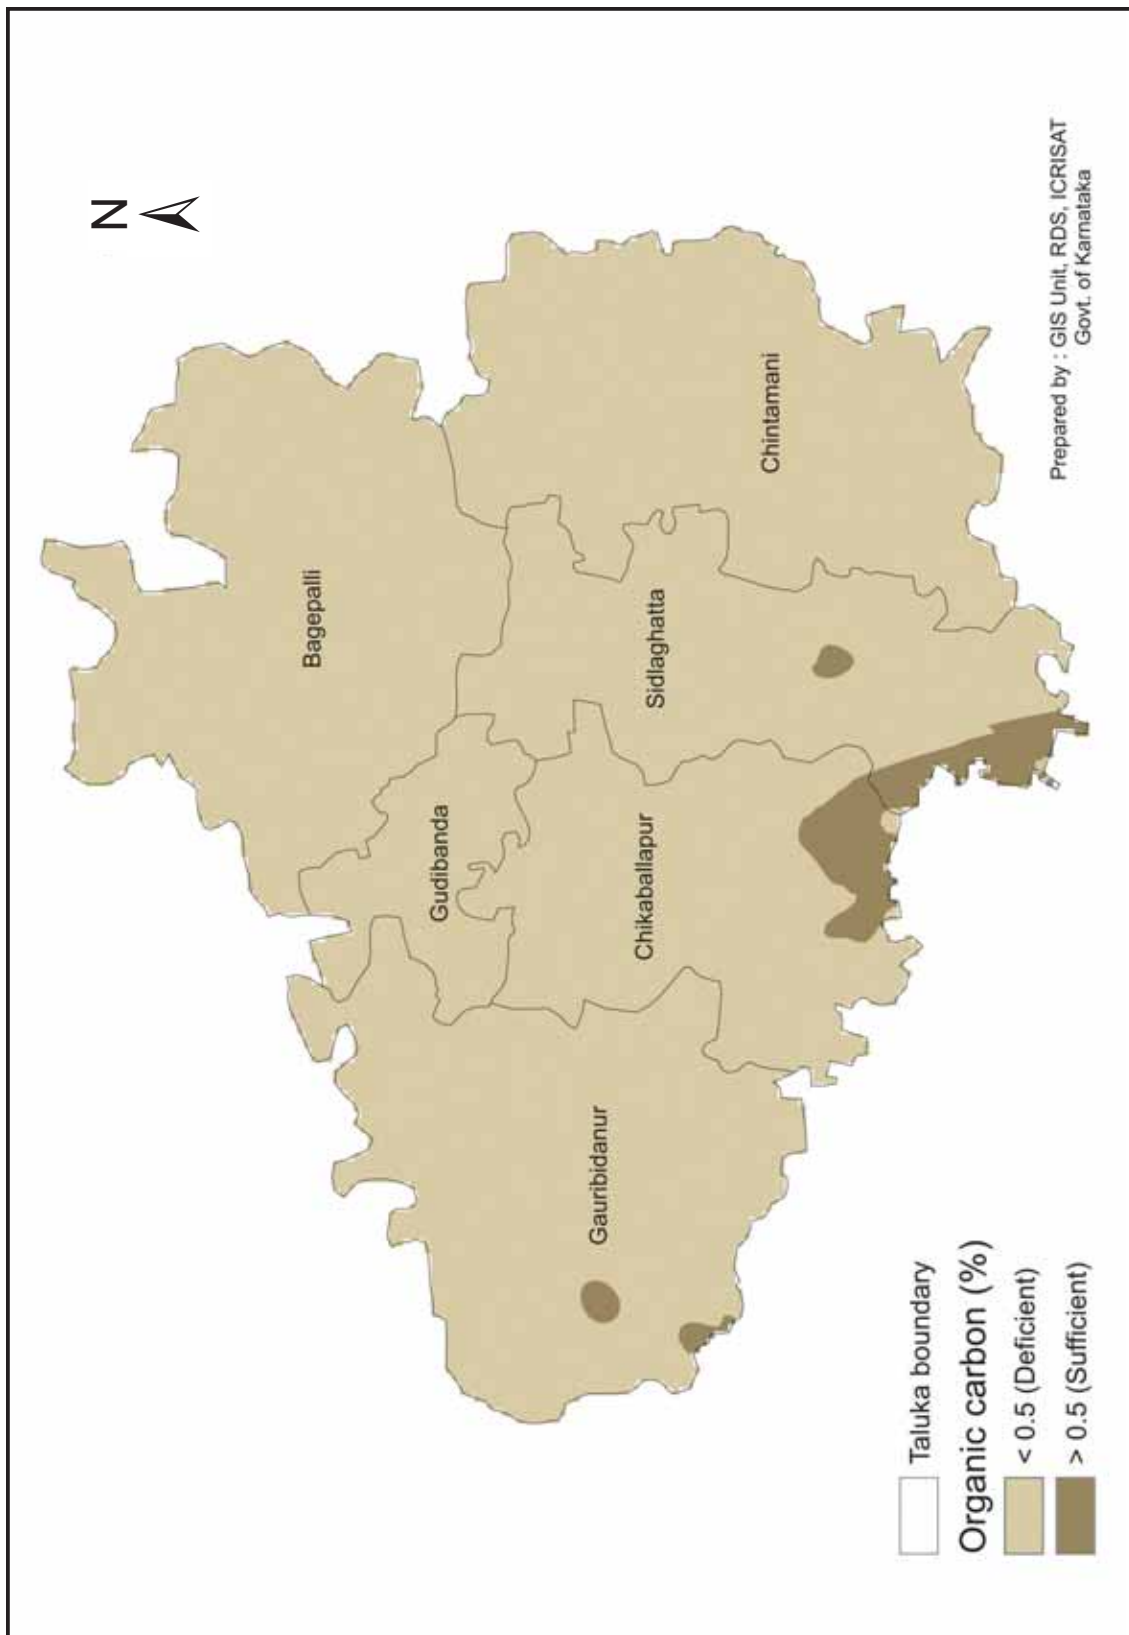 N
Bagepalli
Gudibanda
Chintamani
Sidlaghatta
Chikaballapur
Gauribidanur
Taluka boundary
Organic carbon (%)
< 0.5 (Deficient)
> 0.5 (Sufficient)
Prepared by : GIS Unit, RDS, ICRISAT
Govt. of Karnataka